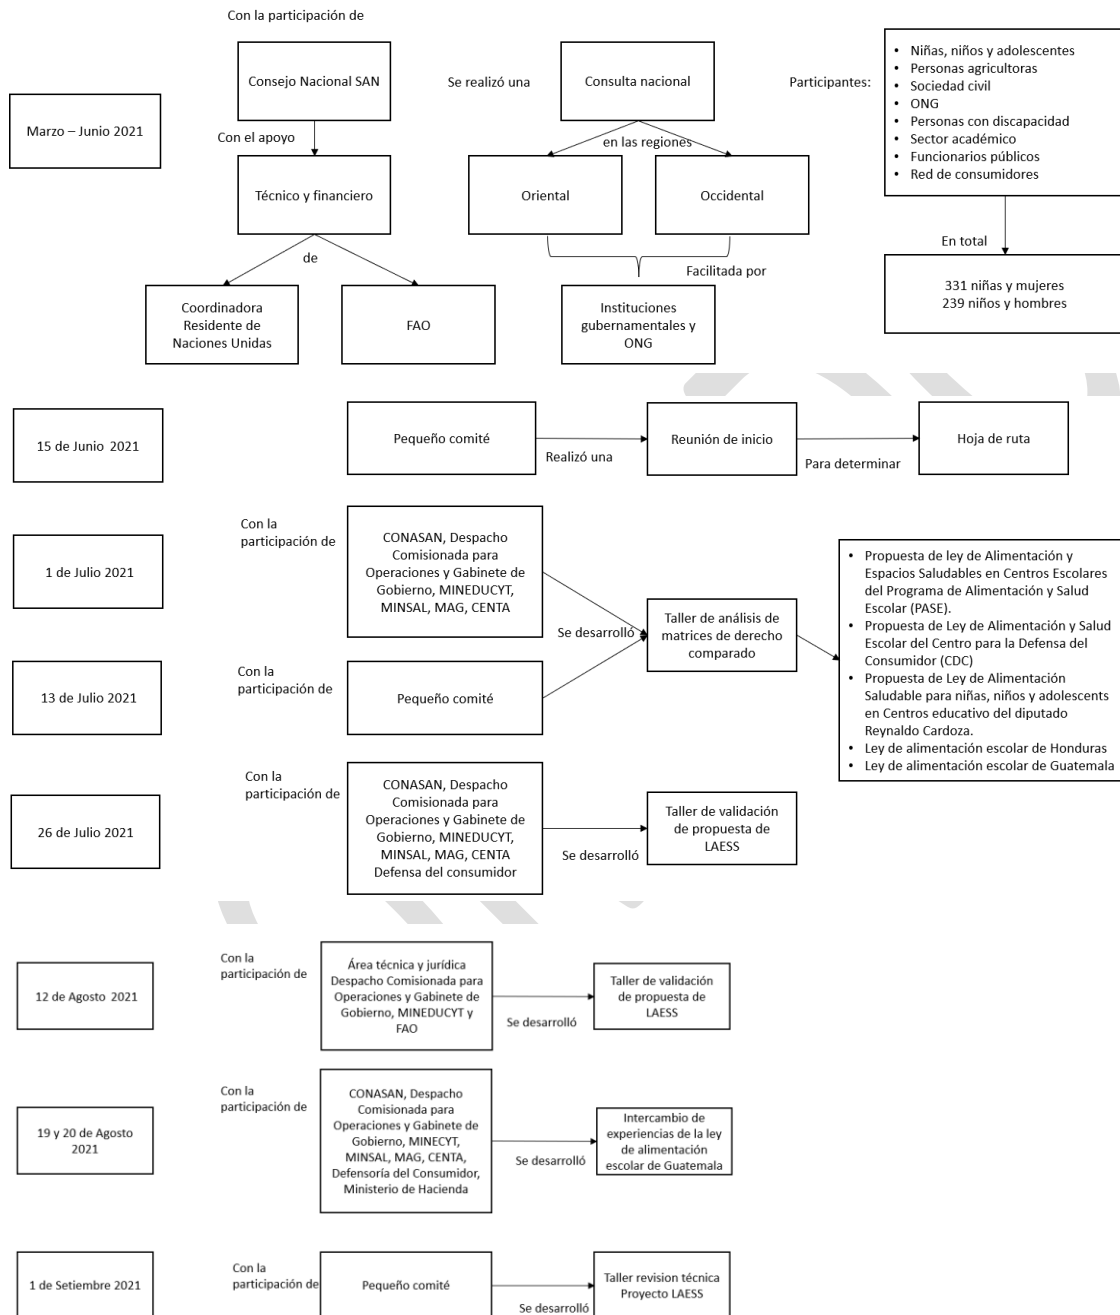 Con la participación de
Marzo – Junio 2021
Consejo Nacional SAN
Con el apoyo
Técnico y financiero
de
Coordinadora
Residente de
Naciones Unidas
FAO
Se realizó una
Consulta nacional
en las regiones
Oriental
Occidental
Facilitada por
Instituciones
gubernamentales y
ONG
Participantes:
• Niñas, niños y adolescentes
• Personas agricultoras
• Sociedad civil
• ONG
• Personas con discapacidad
• Sector académico
• Funcionarios públicos
• Red de consumidores
En total
331 niñas y mujeres
239 niños y hombres
15 de Junio 2021
Pequeño comité
Realizó una
Reunión de inicio
Para determinar
Hoja de ruta
1 de Julio 2021
Con la
participación de
CONASAN, Despacho
Comisionada para
Operaciones y Gabinete de
Gobierno, MINEDUCYT,
MINSAL, MAG, CENTA
Se desarrolló
Taller de análisis de
matrices de derecho
comparado
• Propuesta de ley de Alimentación y
Espacios Saludables en Centros Escolares
del Programa de Alimentación y Salud
Escolar (PASE).
• Propuesta de Ley de Alimentación y Salud
Escolar del Centro para la Defensa del
Consumidor (CDC)
• Propuesta de Ley de Alimentación
Saludable para niñas, niños y adolescents
en Centros educativo del diputado
Reynaldo Cardoza.
• Ley de alimentación escolar de Honduras
• Ley de alimentación escolar de Guatemala
13 de Julio 2021
Con la
participación de
Pequeño comité
26 de Julio 2021
Con la
participación de
CONASAN, Despacho
Comisionada para
Operaciones y Gabinete de
Gobierno, MINEDUCYT,
MINSAL, MAG, CENTA
Defensa del consumidor
Se desarrolló
Taller de validación
de propuesta de
LAESS
12 de Agosto 2021
Con la
participación de
Área técnica y jurídica
Despacho Comisionada para
Operaciones y Gabinete de
Gobierno, MINEDUCYT y
FAO
Se desarrolló
Taller de validación
de propuesta de
LAESS
19 y 20 de Agosto
2021
Con la
participación de
CONASAN, Despacho
Comisionada para
Operaciones y Gabinete de
Gobierno, MINECYT,
MINSAL, MAG, CENTA,
Defensoría del Consumidor,
Ministerio de Hacienda
Se desarrolló
Intercambio de
experiencias de la ley
de alimentación
escolar de Guatemala
1 de Setiembre 2021
Con la
participación de
Pequeño comité
Se desarrolló
Taller revision técnica
Proyecto LAESS